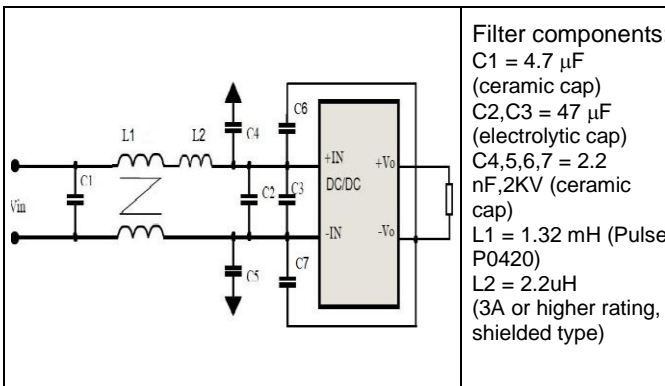 L1
L2
C4
C6
C1
C2
C3
Vin
C5
C7
+IN
+Vo
DC/DC
-IN
-Vo
Filter components:
C1 = 4.7 μF
(ceramic cap)
C2,C3 = 47 μF
(electrolytic cap)
C4,5,6,7 = 2.2
nF,2KV (ceramic
cap)
L1 = 1.32 mH (Pulse
P0420)
L2 = 2.2uH
(3A or higher rating,
shielded type)